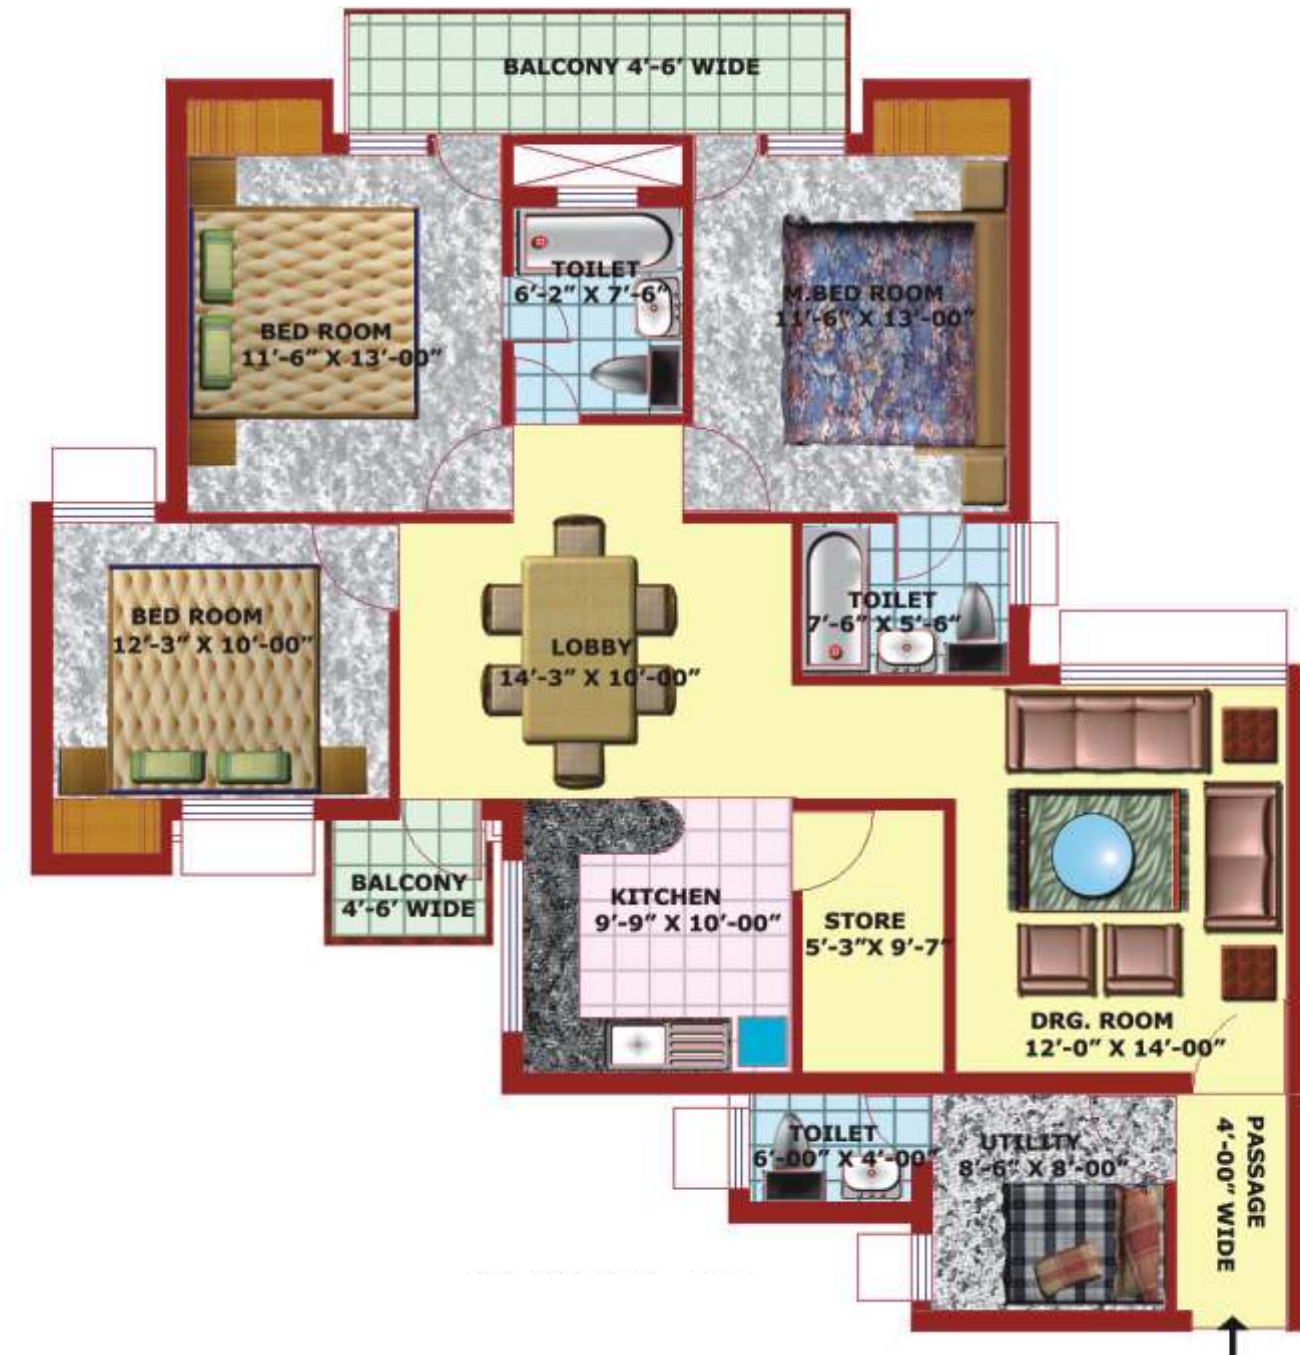 BALCONY 4'-6' WIDE
TOILET
6'-2" X 7'-6"
M.BED ROOM
11'-6" X 13'-00"
BED ROOM
11'-6" X 13'-00"
BED ROOM
12'-3" X 10'-00"
LOBBY
14'-3" X 10'-00"
TOILET
7'-6" X 5'-6"
BALCONY
4'-6' WIDE
KITCHEN
9'-9" X 10'-00"
STORE
5'-3"X 9'-7"
DRG. ROOM
12'-0" X 14'-00"
TOILET
6'-00" X 4'-00"
UTILITY
8'-6" X 8'-00"
PASSAGE
4'-00" WIDE